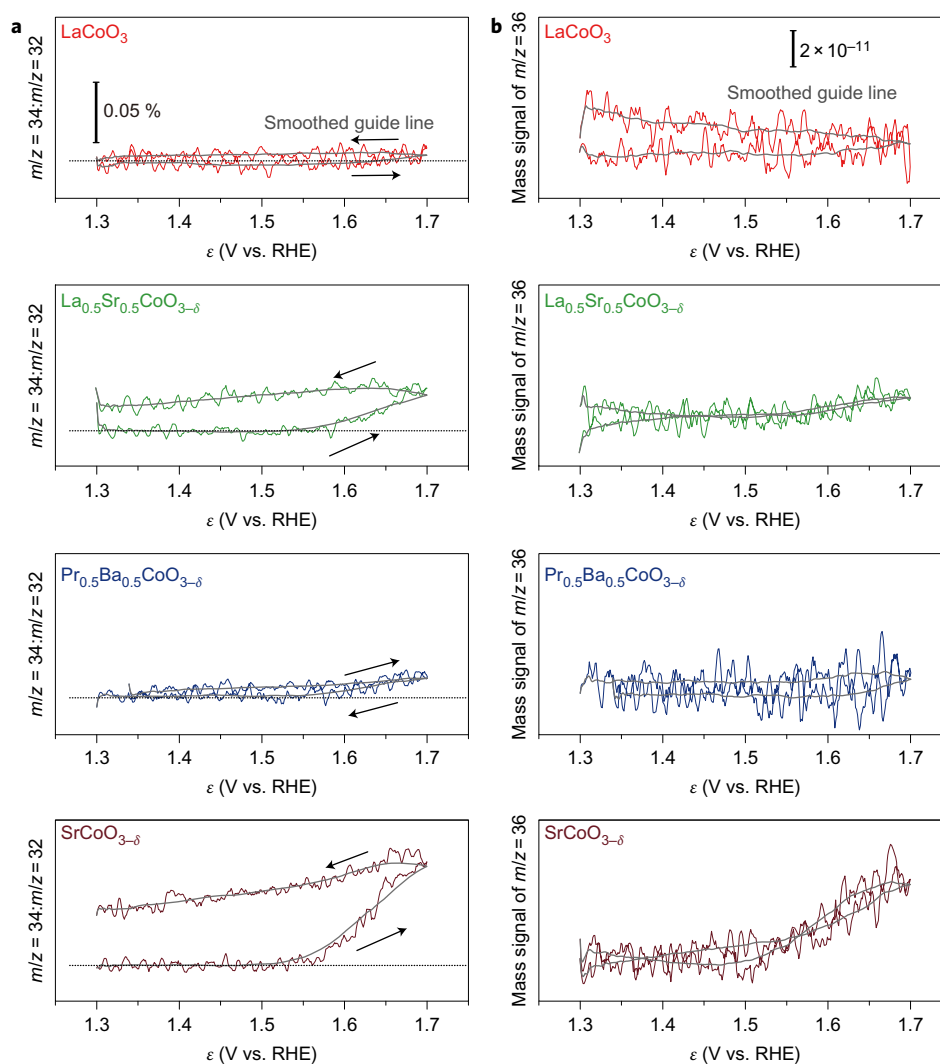 a
LaCoO₃
m/z = 34:m/z = 32
0.05 %
Smoothed guide line
1.3 1.4 1.5 1.6 1.7
ε (V vs. RHE)
b
LaCoO₃
Mass signal of m/z = 36
2 × 10⁻¹¹
Smoothed guide line
1.3 1.4 1.5 1.6 1.7
ε (V vs. RHE)
La₀.₅Sr₀.₅CoO₃₋δ
m/z = 34:m/z = 32
1.3 1.4 1.5 1.6 1.7
ε (V vs. RHE)
La₀.₅Sr₀.₅CoO₃₋δ
Mass signal of m/z = 36
1.3 1.4 1.5 1.6 1.7
ε (V vs. RHE)
Pr₀.₅Ba₀.₅CoO₃₋δ
m/z = 34:m/z = 32
1.3 1.4 1.5 1.6 1.7
ε (V vs. RHE)
Pr₀.₅Ba₀.₅CoO₃₋δ
Mass signal of m/z = 36
1.3 1.4 1.5 1.6 1.7
ε (V vs. RHE)
SrCoO₃₋δ
m/z = 34:m/z = 32
1.3 1.4 1.5 1.6 1.7
ε (V vs. RHE)
SrCoO₃₋δ
Mass signal of m/z = 36
1.3 1.4 1.5 1.6 1.7
ε (V vs. RHE)